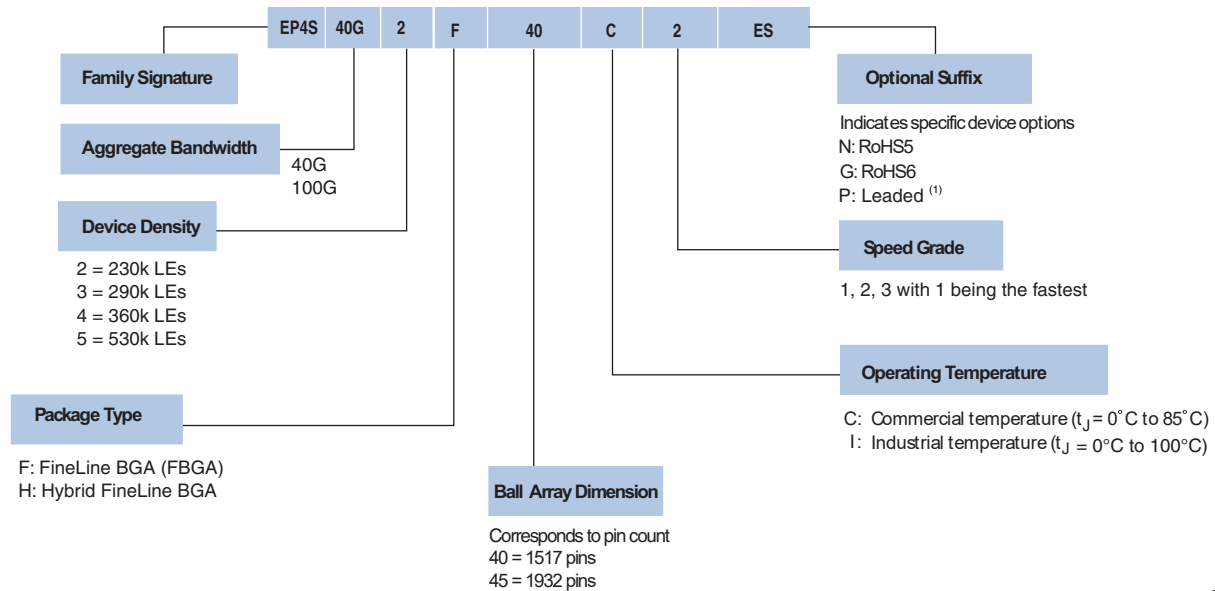 EP4S 40G 2 F 40 C 2 ES
Family Signature
Optional Suffix
Indicates specific device options
N: RoHS5
G: RoHS6
P: Leaded (1)
Aggregate Bandwidth
40G
100G
Device Density
2 = 230k LEs
3 = 290k LEs
4 = 360k LEs
5 = 530k LEs
Speed Grade
1, 2, 3 with 1 being the fastest
Operating Temperature
C: Commercial temperature (tJ = 0°C to 85°C)
I: Industrial temperature (tJ = 0°C to 100°C)
Package Type
F: FineLine BGA (FBGA)
H: Hybrid FineLine BGA
Ball Array Dimension
Corresponds to pin count
40 = 1517 pins
45 = 1932 pins